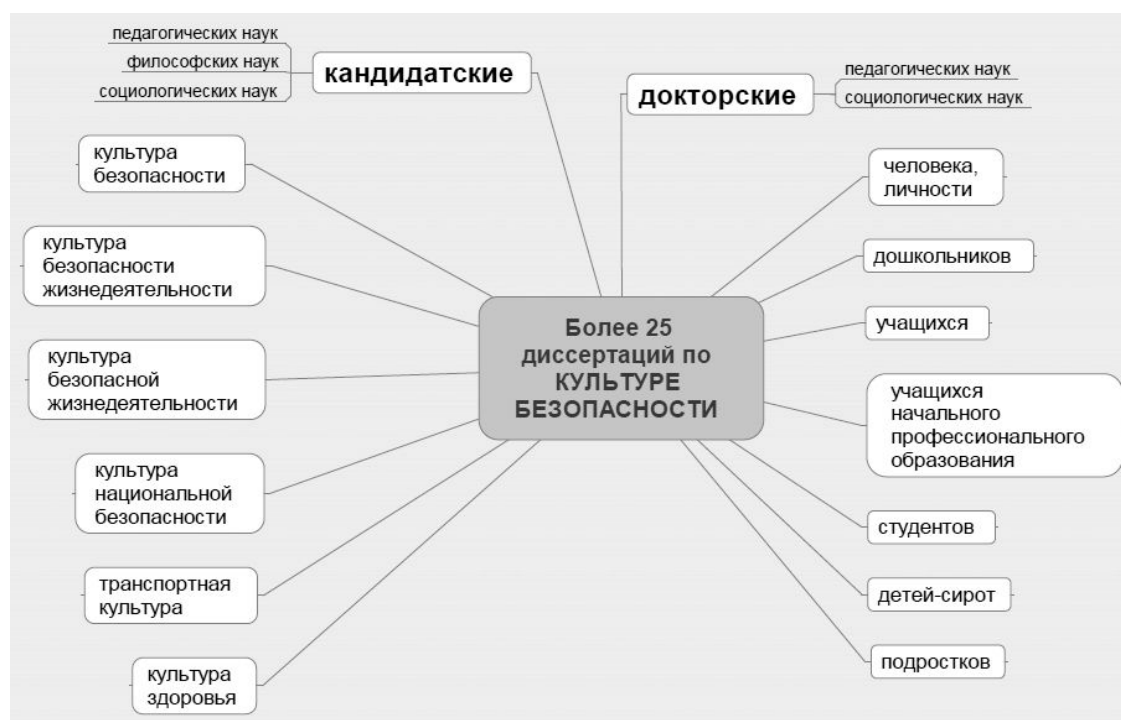 педагогических наук
философских наук
социологических наук
кандидатские
педагогических наук
социологических наук
докторские
культура
безопасности
культура
безопасности
жизнедеятельности
культура
безопасной
жизнедеятельности
культура
национальной
безопасности
транспортная
культура
культура
здоровья
Более 25
диссертаций по
КУЛЬТУРЕ
БЕЗОПАСНОСТИ
человека,
личности
дошкольников
учащихся
учащихся
начального
профессионального
образования
студентов
детей-сирот
подростков